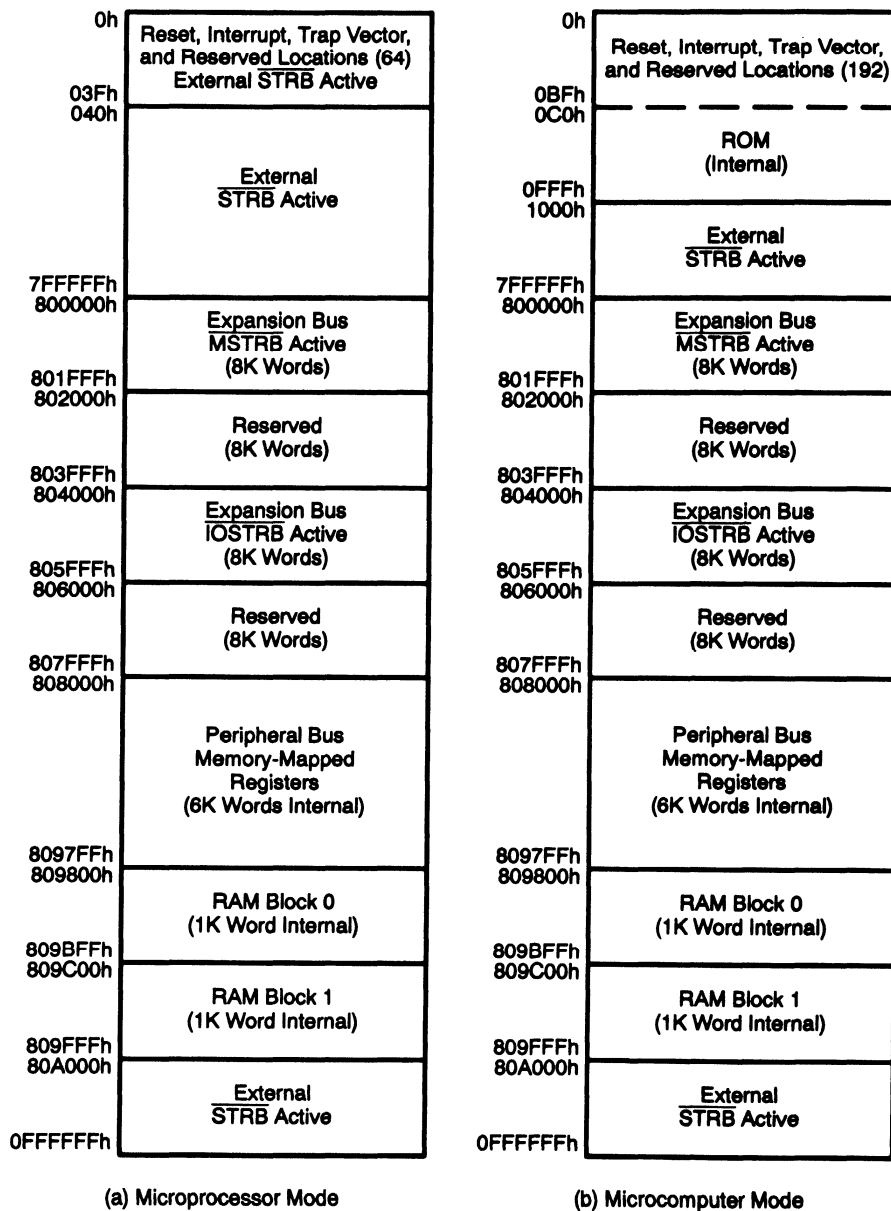 0h
Reset, Interrupt, Trap Vector,
and Reserved Locations (64)
External STRB Active
03Fh
040h
External
STRB Active
7FFFFFh
800000h
Expansion Bus
MSTRB Active
(8K Words)
801FFFh
802000h
Reserved
(8K Words)
803FFFh
804000h
Expansion Bus
IOSTRB Active
(8K Words)
805FFFh
806000h
Reserved
(8K Words)
807FFFh
808000h
Peripheral Bus
Memory-Mapped
Registers
(6K Words Internal)
8097FFh
809800h
RAM Block 0
(1K Word Internal)
809BFFh
809C00h
RAM Block 1
(1K Word Internal)
809FFFh
80A000h
External
STRB Active
0FFFFFFh
(a) Microprocessor Mode
0h
Reset, Interrupt, Trap Vector,
and Reserved Locations (192)
0BFh
0C0h
ROM
(Internal)
0FFFh
1000h
External
STRB Active
7FFFFFh
800000h
Expansion Bus
MSTRB Active
(8K Words)
801FFFh
802000h
Reserved
(8K Words)
803FFFh
804000h
Expansion Bus
IOSTRB Active
(8K Words)
805FFFh
806000h
Reserved
(8K Words)
807FFFh
808000h
Peripheral Bus
Memory-Mapped
Registers
(6K Words Internal)
8097FFh
809800h
RAM Block 0
(1K Word Internal)
809BFFh
809C00h
RAM Block 1
(1K Word Internal)
809FFFh
80A000h
External
STRB Active
0FFFFFFh
(b) Microcomputer Mode